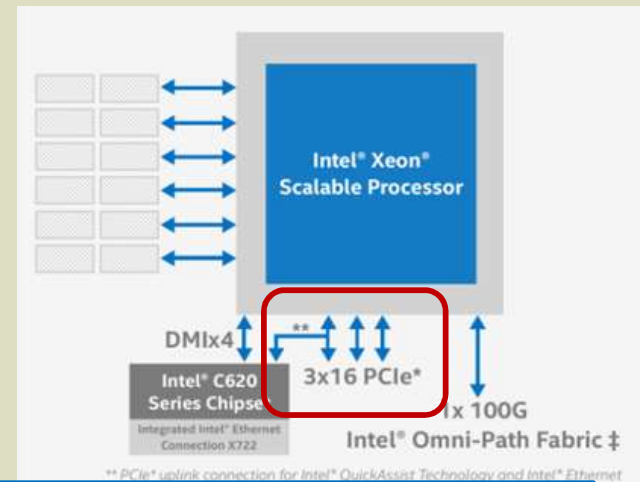 Intel® Xeon®
Scalable Processor
DMIx4
**
3x16 PCIe*
Intel® C620
Series Chipset
Integrated Intel® Ethernet
Connection X722
1x 100G
Intel® Omni-Path Fabric ‡
** PCIe* uplink connection for Intel® QuickAssist Technology and Intel® Ethernet